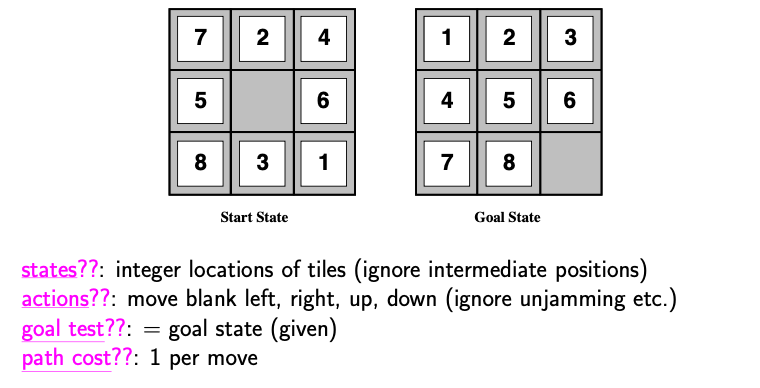 7 2 4 1 2 3
5 6 4 5 6
8 3 1 7 8
Start State Goal State
states??: integer locations of tiles (ignore intermediate positions)
actions??: move blank left, right, up, down (ignore unjamming etc.)
goal test??: = goal state (given)
path cost??: 1 per move